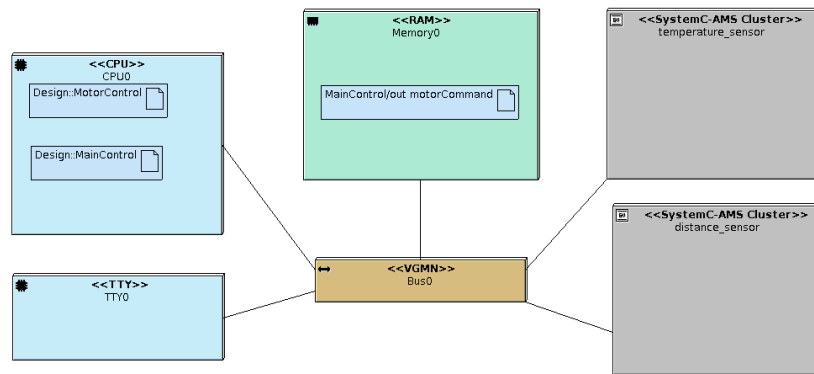 <<CPU>>
CPU0
Design::MotorControl
Design::MainControl
<<RAM>>
Memory0
MainControl/out motorCommand
<<SystemC-AMS Cluster>>
temperature_sensor
<<SystemC-AMS Cluster>>
distance_sensor
<<VGMN>>
Bus0
<<TTY>>
TTY0